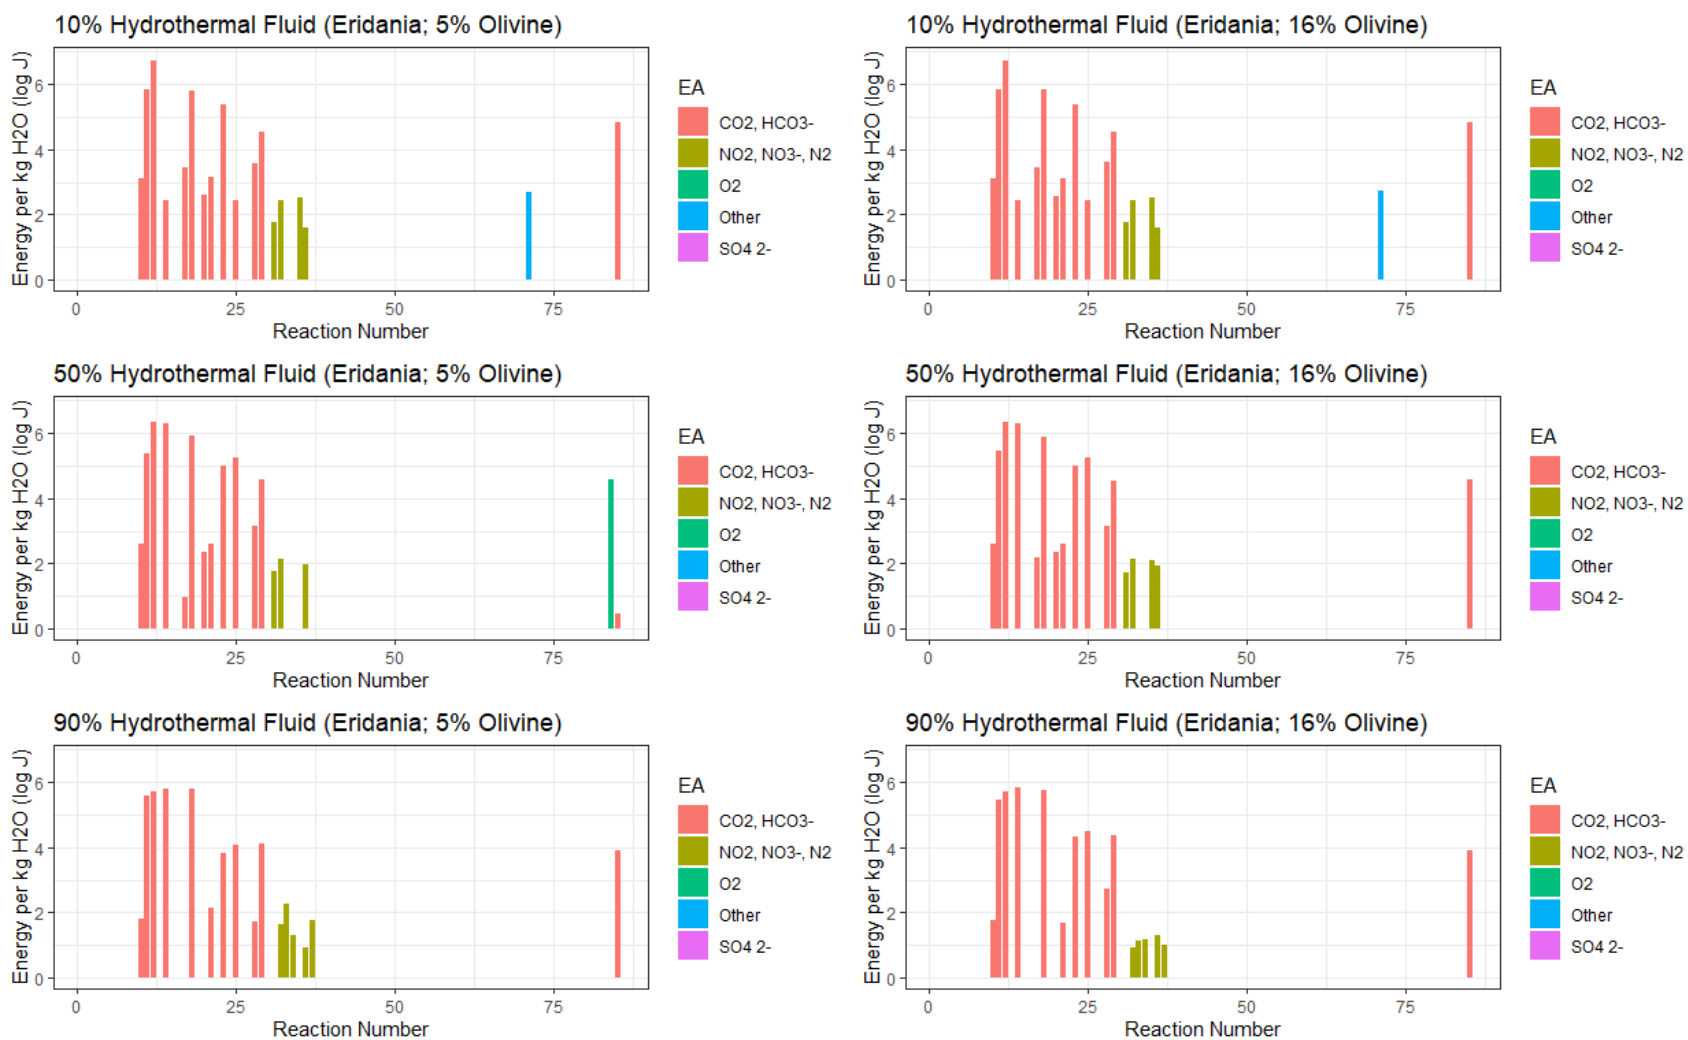 10% Hydrothermal Fluid (Eridania; 5% Olivine)
Energy per kg H2O (log J)
6
4
2
0
0 25 50 75
Reaction Number
EA
CO2, HCO3-
NO2, NO3-, N2
O2
Other
SO4 2-
10% Hydrothermal Fluid (Eridania; 16% Olivine)
Energy per kg H2O (log J)
6
4
2
0
0 25 50 75
Reaction Number
EA
CO2, HCO3-
NO2, NO3-, N2
O2
Other
SO4 2-
50% Hydrothermal Fluid (Eridania; 5% Olivine)
Energy per kg H2O (log J)
6
4
2
0
0 25 50 75
Reaction Number
EA
CO2, HCO3-
NO2, NO3-, N2
O2
Other
SO4 2-
50% Hydrothermal Fluid (Eridania; 16% Olivine)
Energy per kg H2O (log J)
6
4
2
0
0 25 50 75
Reaction Number
EA
CO2, HCO3-
NO2, NO3-, N2
O2
Other
SO4 2-
90% Hydrothermal Fluid (Eridania; 5% Olivine)
Energy per kg H2O (log J)
6
4
2
0
0 25 50 75
Reaction Number
EA
CO2, HCO3-
NO2, NO3-, N2
O2
Other
SO4 2-
90% Hydrothermal Fluid (Eridania; 16% Olivine)
Energy per kg H2O (log J)
6
4
2
0
0 25 50 75
Reaction Number
EA
CO2, HCO3-
NO2, NO3-, N2
O2
Other
SO4 2-